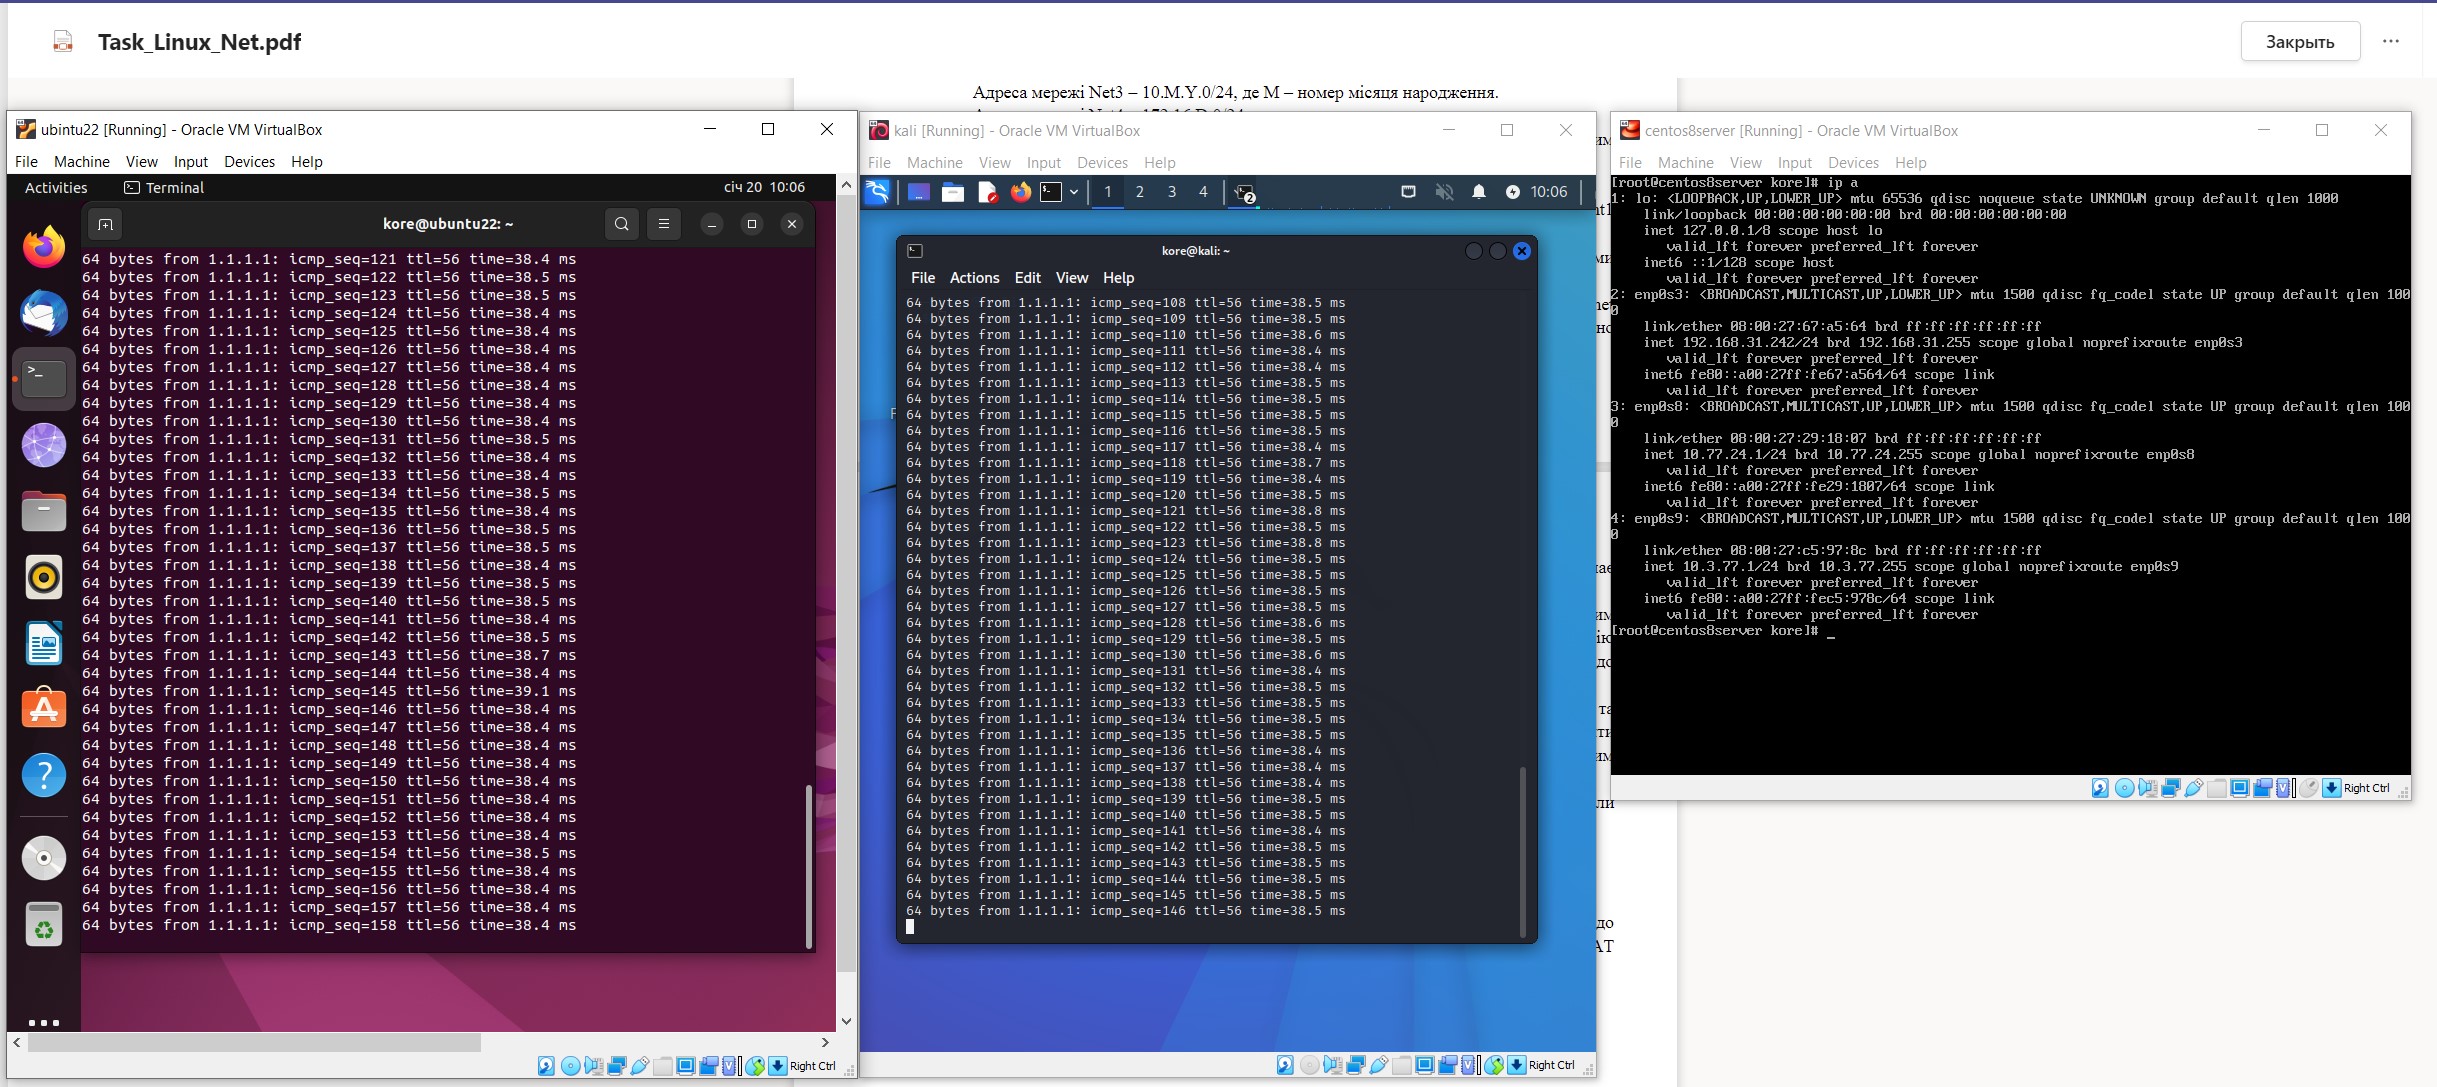 Task_Linux_Net.pdf
Закрыть
Адреса мережі Net3 – 10.M.Y.0/24, де M – номер місяця народження.
ubintu22 [Running] - Oracle VM VirtualBox
File Machine View Input Devices Help
Activities Terminal січ 20 10:06
kore@ubuntu22: ~
64 bytes from 1.1.1.1: icmp_seq=121 ttl=56 time=38.4 ms
64 bytes from 1.1.1.1: icmp_seq=122 ttl=56 time=38.5 ms
64 bytes from 1.1.1.1: icmp_seq=123 ttl=56 time=38.5 ms
64 bytes from 1.1.1.1: icmp_seq=124 ttl=56 time=38.4 ms
64 bytes from 1.1.1.1: icmp_seq=125 ttl=56 time=38.4 ms
64 bytes from 1.1.1.1: icmp_seq=126 ttl=56 time=38.4 ms
64 bytes from 1.1.1.1: icmp_seq=127 ttl=56 time=38.4 ms
64 bytes from 1.1.1.1: icmp_seq=128 ttl=56 time=38.4 ms
64 bytes from 1.1.1.1: icmp_seq=129 ttl=56 time=38.4 ms
64 bytes from 1.1.1.1: icmp_seq=130 ttl=56 time=38.4 ms
64 bytes from 1.1.1.1: icmp_seq=131 ttl=56 time=38.5 ms
64 bytes from 1.1.1.1: icmp_seq=132 ttl=56 time=38.4 ms
64 bytes from 1.1.1.1: icmp_seq=133 ttl=56 time=38.4 ms
64 bytes from 1.1.1.1: icmp_seq=134 ttl=56 time=38.5 ms
64 bytes from 1.1.1.1: icmp_seq=135 ttl=56 time=38.4 ms
64 bytes from 1.1.1.1: icmp_seq=136 ttl=56 time=38.5 ms
64 bytes from 1.1.1.1: icmp_seq=137 ttl=56 time=38.5 ms
64 bytes from 1.1.1.1: icmp_seq=138 ttl=56 time=38.4 ms
64 bytes from 1.1.1.1: icmp_seq=139 ttl=56 time=38.5 ms
64 bytes from 1.1.1.1: icmp_seq=140 ttl=56 time=38.5 ms
64 bytes from 1.1.1.1: icmp_seq=141 ttl=56 time=38.4 ms
64 bytes from 1.1.1.1: icmp_seq=142 ttl=56 time=38.5 ms
64 bytes from 1.1.1.1: icmp_seq=143 ttl=56 time=38.7 ms
64 bytes from 1.1.1.1: icmp_seq=144 ttl=56 time=38.4 ms
64 bytes from 1.1.1.1: icmp_seq=145 ttl=56 time=39.1 ms
64 bytes from 1.1.1.1: icmp_seq=146 ttl=56 time=38.4 ms
64 bytes from 1.1.1.1: icmp_seq=147 ttl=56 time=38.4 ms
64 bytes from 1.1.1.1: icmp_seq=148 ttl=56 time=38.4 ms
64 bytes from 1.1.1.1: icmp_seq=149 ttl=56 time=38.4 ms
64 bytes from 1.1.1.1: icmp_seq=150 ttl=56 time=38.4 ms
64 bytes from 1.1.1.1: icmp_seq=151 ttl=56 time=38.4 ms
64 bytes from 1.1.1.1: icmp_seq=152 ttl=56 time=38.4 ms
64 bytes from 1.1.1.1: icmp_seq=153 ttl=56 time=38.4 ms
64 bytes from 1.1.1.1: icmp_seq=154 ttl=56 time=38.5 ms
64 bytes from 1.1.1.1: icmp_seq=155 ttl=56 time=38.4 ms
64 bytes from 1.1.1.1: icmp_seq=156 ttl=56 time=38.4 ms
64 bytes from 1.1.1.1: icmp_seq=157 ttl=56 time=38.4 ms
64 bytes from 1.1.1.1: icmp_seq=158 ttl=56 time=38.4 ms
Right Ctrl
kali [Running] - Oracle VM VirtualBox
File Machine View Input Devices Help
1 2 3 4 2 10:06
kore@kali: ~
File Actions Edit View Help
64 bytes from 1.1.1.1: icmp_seq=108 ttl=56 time=38.5 ms
64 bytes from 1.1.1.1: icmp_seq=109 ttl=56 time=38.5 ms
64 bytes from 1.1.1.1: icmp_seq=110 ttl=56 time=38.6 ms
64 bytes from 1.1.1.1: icmp_seq=111 ttl=56 time=38.4 ms
64 bytes from 1.1.1.1: icmp_seq=112 ttl=56 time=38.4 ms
64 bytes from 1.1.1.1: icmp_seq=113 ttl=56 time=38.5 ms
64 bytes from 1.1.1.1: icmp_seq=114 ttl=56 time=38.5 ms
64 bytes from 1.1.1.1: icmp_seq=115 ttl=56 time=38.5 ms
64 bytes from 1.1.1.1: icmp_seq=116 ttl=56 time=38.5 ms
64 bytes from 1.1.1.1: icmp_seq=117 ttl=56 time=38.4 ms
64 bytes from 1.1.1.1: icmp_seq=118 ttl=56 time=38.7 ms
64 bytes from 1.1.1.1: icmp_seq=119 ttl=56 time=38.4 ms
64 bytes from 1.1.1.1: icmp_seq=120 ttl=56 time=38.5 ms
64 bytes from 1.1.1.1: icmp_seq=121 ttl=56 time=38.8 ms
64 bytes from 1.1.1.1: icmp_seq=122 ttl=56 time=38.5 ms
64 bytes from 1.1.1.1: icmp_seq=123 ttl=56 time=38.8 ms
64 bytes from 1.1.1.1: icmp_seq=124 ttl=56 time=38.5 ms
64 bytes from 1.1.1.1: icmp_seq=125 ttl=56 time=38.5 ms
64 bytes from 1.1.1.1: icmp_seq=126 ttl=56 time=38.5 ms
64 bytes from 1.1.1.1: icmp_seq=127 ttl=56 time=38.5 ms
64 bytes from 1.1.1.1: icmp_seq=128 ttl=56 time=38.6 ms
64 bytes from 1.1.1.1: icmp_seq=129 ttl=56 time=38.5 ms
64 bytes from 1.1.1.1: icmp_seq=130 ttl=56 time=38.6 ms
64 bytes from 1.1.1.1: icmp_seq=131 ttl=56 time=38.4 ms
64 bytes from 1.1.1.1: icmp_seq=132 ttl=56 time=38.5 ms
64 bytes from 1.1.1.1: icmp_seq=133 ttl=56 time=38.5 ms
64 bytes from 1.1.1.1: icmp_seq=134 ttl=56 time=38.5 ms
64 bytes from 1.1.1.1: icmp_seq=135 ttl=56 time=38.5 ms
64 bytes from 1.1.1.1: icmp_seq=136 ttl=56 time=38.4 ms
64 bytes from 1.1.1.1: icmp_seq=137 ttl=56 time=38.4 ms
64 bytes from 1.1.1.1: icmp_seq=138 ttl=56 time=38.4 ms
64 bytes from 1.1.1.1: icmp_seq=139 ttl=56 time=38.5 ms
64 bytes from 1.1.1.1: icmp_seq=140 ttl=56 time=38.5 ms
64 bytes from 1.1.1.1: icmp_seq=141 ttl=56 time=38.4 ms
64 bytes from 1.1.1.1: icmp_seq=142 ttl=56 time=38.5 ms
64 bytes from 1.1.1.1: icmp_seq=143 ttl=56 time=38.5 ms
64 bytes from 1.1.1.1: icmp_seq=144 ttl=56 time=38.5 ms
64 bytes from 1.1.1.1: icmp_seq=145 ttl=56 time=38.5 ms
64 bytes from 1.1.1.1: icmp_seq=146 ttl=56 time=38.5 ms
Right Ctrl
centos8server [Running] - Oracle VM VirtualBox
File Machine View Input Devices Help
[root@centos8server kore]# ip a
1: lo: <LOOPBACK,UP,LOWER_UP> mtu 65536 qdisc noqueue state UNKNOWN group default qlen 1000
link/loopback 00:00:00:00:00:00 brd 00:00:00:00:00:00
inet 127.0.0.1/8 scope host lo
valid_lft forever preferred_lft forever
inet6 ::1/128 scope host
valid_lft forever preferred_lft forever
2: enp0s3: <BROADCAST,MULTICAST,UP,LOWER_UP> mtu 1500 qdisc fq_codel state UP group default qlen 100
0
link/ether 08:00:27:67:a5:64 brd ff:ff:ff:ff:ff:ff
inet 192.168.31.242/24 brd 192.168.31.255 scope global noprefixroute enp0s3
valid_lft forever preferred_lft forever
inet6 fe80::a00:27ff:fe67:a564/64 scope link
valid_lft forever preferred_lft forever
3: enp0s8: <BROADCAST,MULTICAST,UP,LOWER_UP> mtu 1500 qdisc fq_codel state UP group default qlen 100
0
link/ether 08:00:27:29:18:07 brd ff:ff:ff:ff:ff:ff
inet 10.77.24.1/24 brd 10.77.24.255 scope global noprefixroute enp0s8
valid_lft forever preferred_lft forever
inet6 fe80::a00:27ff:fe29:1807/64 scope link
valid_lft forever preferred_lft forever
4: enp0s9: <BROADCAST,MULTICAST,UP,LOWER_UP> mtu 1500 qdisc fq_codel state UP group default qlen 100
0
link/ether 08:00:27:c5:97:8c brd ff:ff:ff:ff:ff:ff
inet 10.3.77.1/24 brd 10.3.77.255 scope global noprefixroute enp0s9
valid_lft forever preferred_lft forever
inet6 fe80::a00:27ff:fec5:978c/64 scope link
valid_lft forever preferred_lft forever
[root@centos8server kore]# _
Right Ctrl